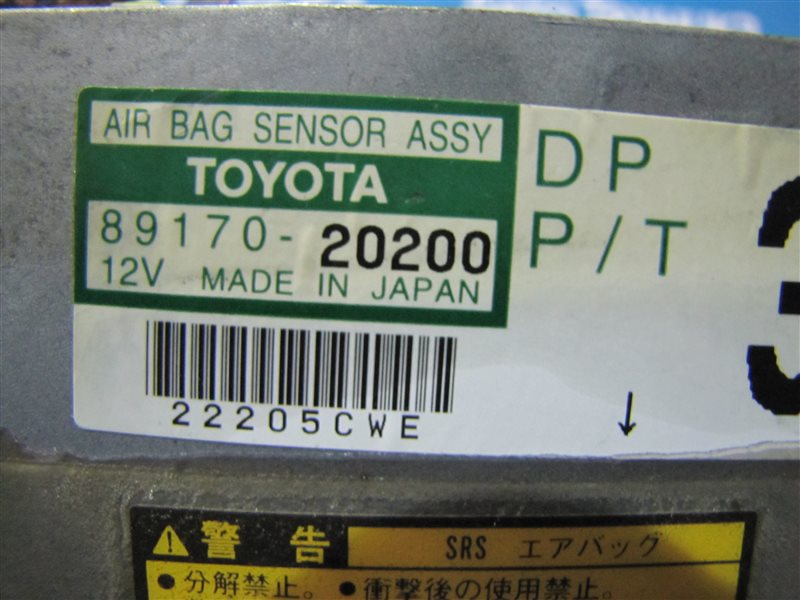 AIR BAG SENSOR ASSY
TOYOTA
89170-20200
12V MADE IN JAPAN
DP
P/T
3
22205CWE
警告 SRS エアバッグ
●分解禁止。 ●衝撃後の使用禁止。